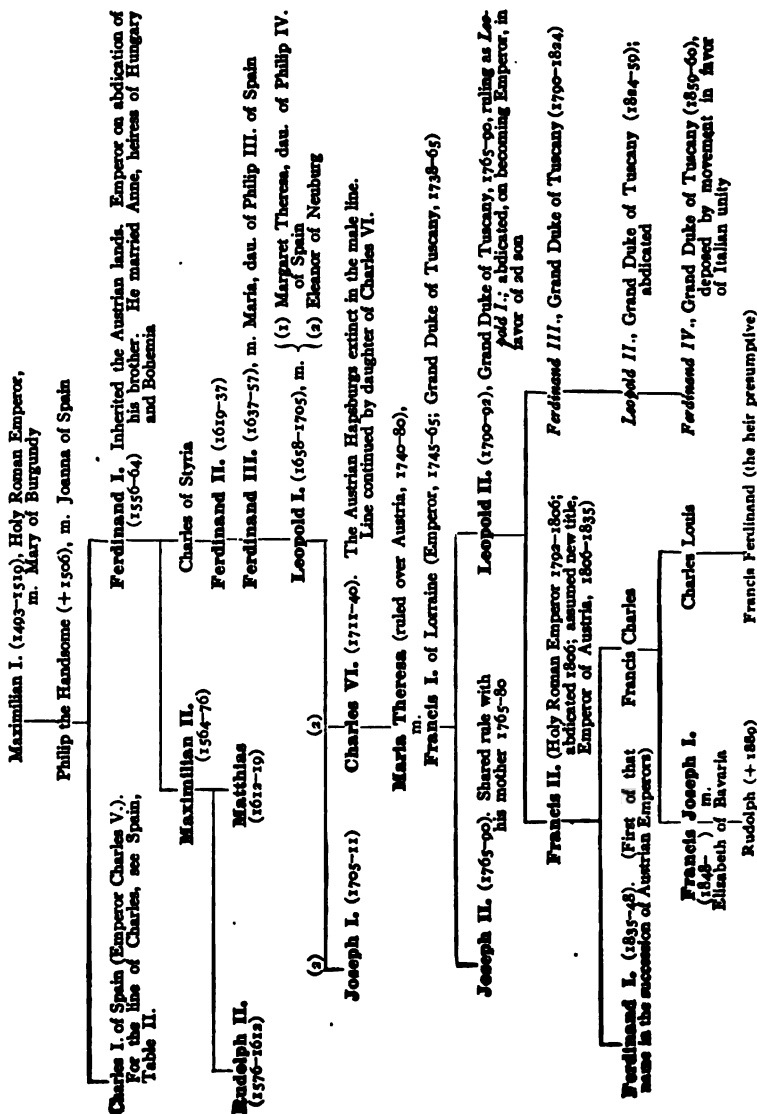 Maximilian I. (1493-1519), Holy Roman Emperor,
m. Mary of Burgundy
Philip the Handsome (+1506), m. Joanna of Spain
Charles I. of Spain (Emperor Charles V.).
For the line of Charles, see Spain,
Table II.
Ferdinand I. Inherited the Austrian lands. Emperor on abdication of
(1556-64) his brother. He married Anne, heiress of Hungary
and Bohemia
Maximilian II.
(1564-76)
Charles of Styria
Rudolph II.
(1576-1612)
Matthias
(1612-19)
Ferdinand II. (1619-37)
Ferdinand III. (1637-57), m. Maria, dau. of Philip III. of Spain
Leopold I. (1658-1705), m. { (1) Margaret Theresa, dau. of Philip IV.
of Spain
(2) Eleanor of Neuburg
(2)
(2)
Joseph I. (1705-11)
Charles VI. (1711-40). The Austrian Hapsburgs extinct in the male line.
Line continued by daughter of Charles VI.
Maria Theresa (ruled over Austria, 1740-80)
m.
Francis I. of Lorraine (Emperor, 1745-65; Grand Duke of Tuscany, 1738-65)
Joseph II. (1765-90). Shared rule with
his mother 1765-80
Leopold II. (1790-92), Grand Duke of Tuscany, 1765-90, ruling as Leo-
pold I.; abdicated, on becoming Emperor, in
favor of 2d son
Francis II. (Holy Roman Emperor 1792-1806;
abdicated 1806; assumed new title,
Emperor of Austria, 1806-1835)
Ferdinand III., Grand Duke of Tuscany (1790-1824)
Ferdinand I. (1835-48). (First of that
name in the succession of Austrian Emperors)
Francis Charles
Leopold II., Grand Duke of Tuscany (1824-59);
abdicated
Francis Joseph I.
(1848- ) m.
Elisabeth of Bavaria
Charles Louis
Ferdinand IV., Grand Duke of Tuscany (1859-60),
deposed by movement in favor
of Italian unity
Rudolph (+1889)
Francis Ferdinand (the heir presumptive)